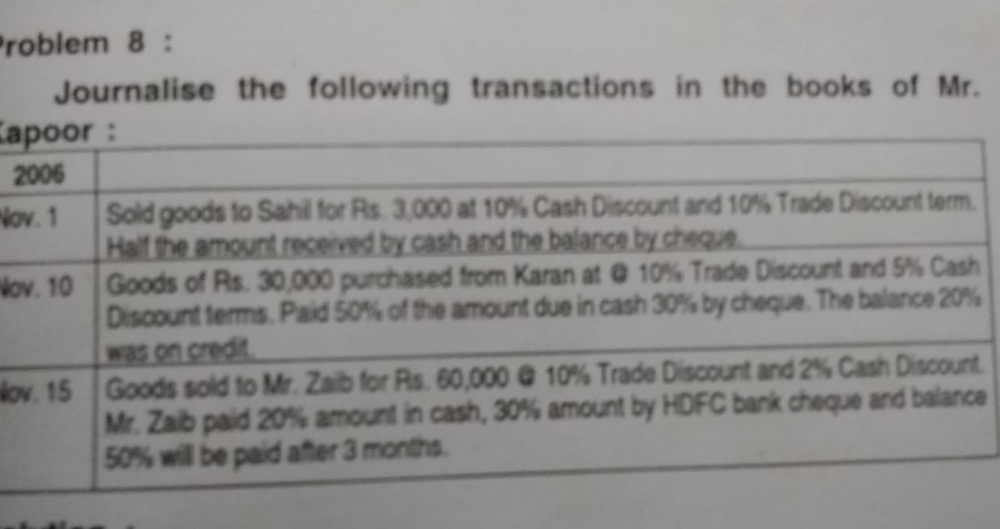 Problem 8 :
Journalise the following transactions in the books of Mr.
Kapoor :
2006
Nov. 1 Sold goods to Sahil for Rs. 3,000 at 10% Cash Discount and 10% Trade Discount term.
Half the amount received by cash and the balance by cheque.
Nov. 10 Goods of Rs. 30,000 purchased from Karan at @ 10% Trade Discount and 5% Cash
Discount terms. Paid 50% of the amount due in cash 30% by cheque. The balance 20%
was on credit.
Nov. 15 Goods sold to Mr. Zaib for Rs. 60,000 @ 10% Trade Discount and 2% Cash Discount.
Mr. Zaib paid 20% amount in cash, 30% amount by HDFC bank cheque and balance
50% will be paid after 3 months.